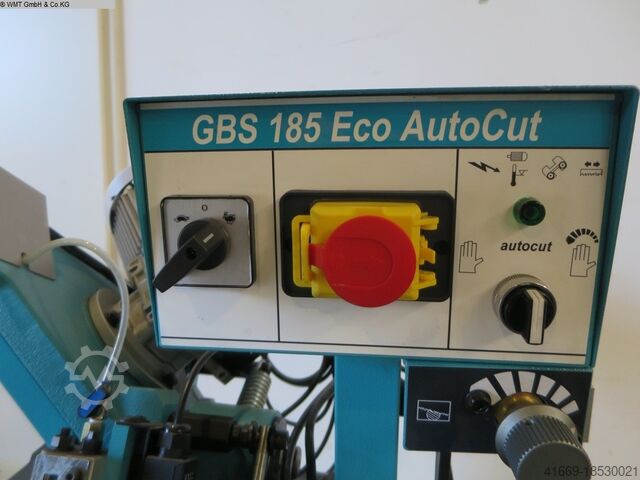 © WMT GmbH & Co.KG
GBS 185 Eco AutoCut
0
autocut
41669-18530021